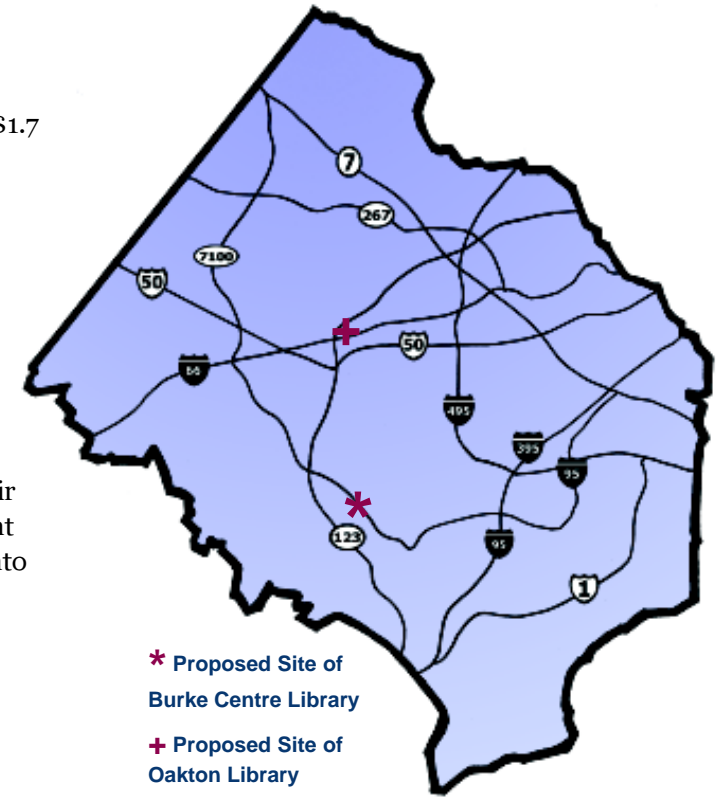 $1.7
7
267
7100
50
50
66
495
395
95
ir
nt
nto
123
95
1
* Proposed Site of
Burke Centre Library
+ Proposed Site of
Oakton Library